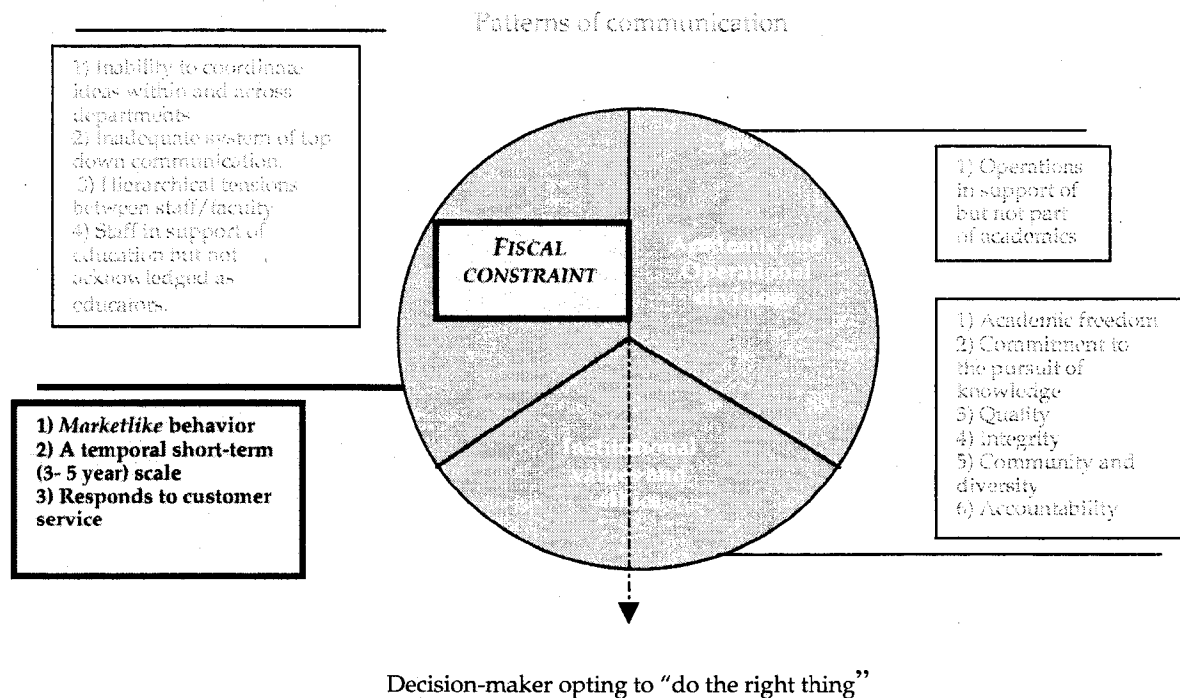 Patterns of communication
1) Inability to coordinate
ideas within and across
departments
2) Inadequate system of top
down communication.
3) Hierarchical tensions
between staff/faculty
4) Staff in support of
education but not
acknowledged as
educators.
FISCAL
CONSTRAINT
Operational
divisions
1) Operations
in support of
but not part
of academics
1) Academic freedom
2) Commitment to
the pursuit of
knowledge
3) Quality
4) Integrity
5) Community and
diversity
6) Accountability
1) Marketlike behavior
2) A temporal short-term
(3- 5 year) scale
3) Responds to customer
service
Institutional
Decision-maker opting to “do the right thing”